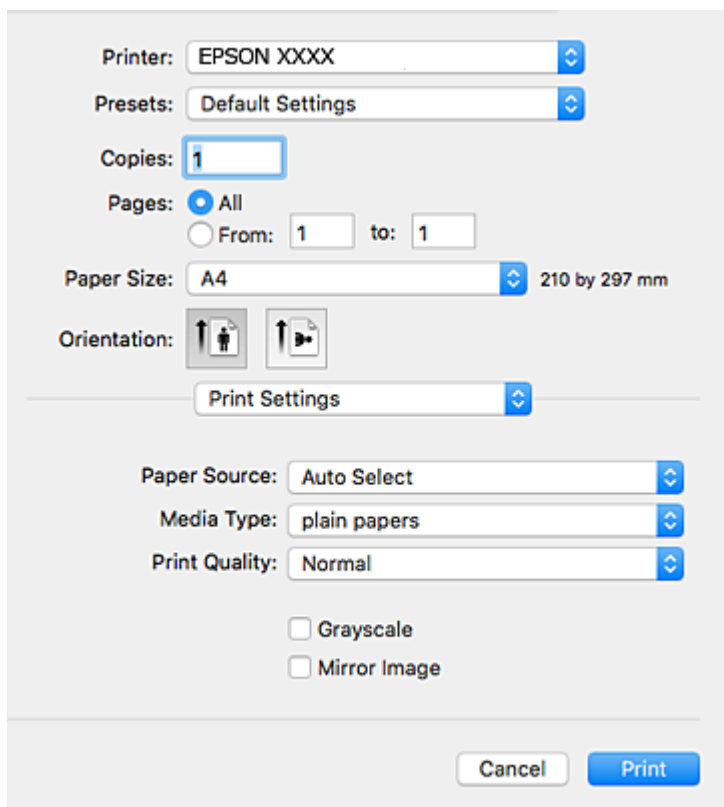 Printer: EPSON XXXX
Presets: Default Settings
Copies: 1
Pages: All
From: 1 to: 1
Paper Size: A4 210 by 297 mm
Orientation:
Print Settings
Paper Source: Auto Select
Media Type: plain papers
Print Quality: Normal
Grayscale
Mirror Image
Cancel Print